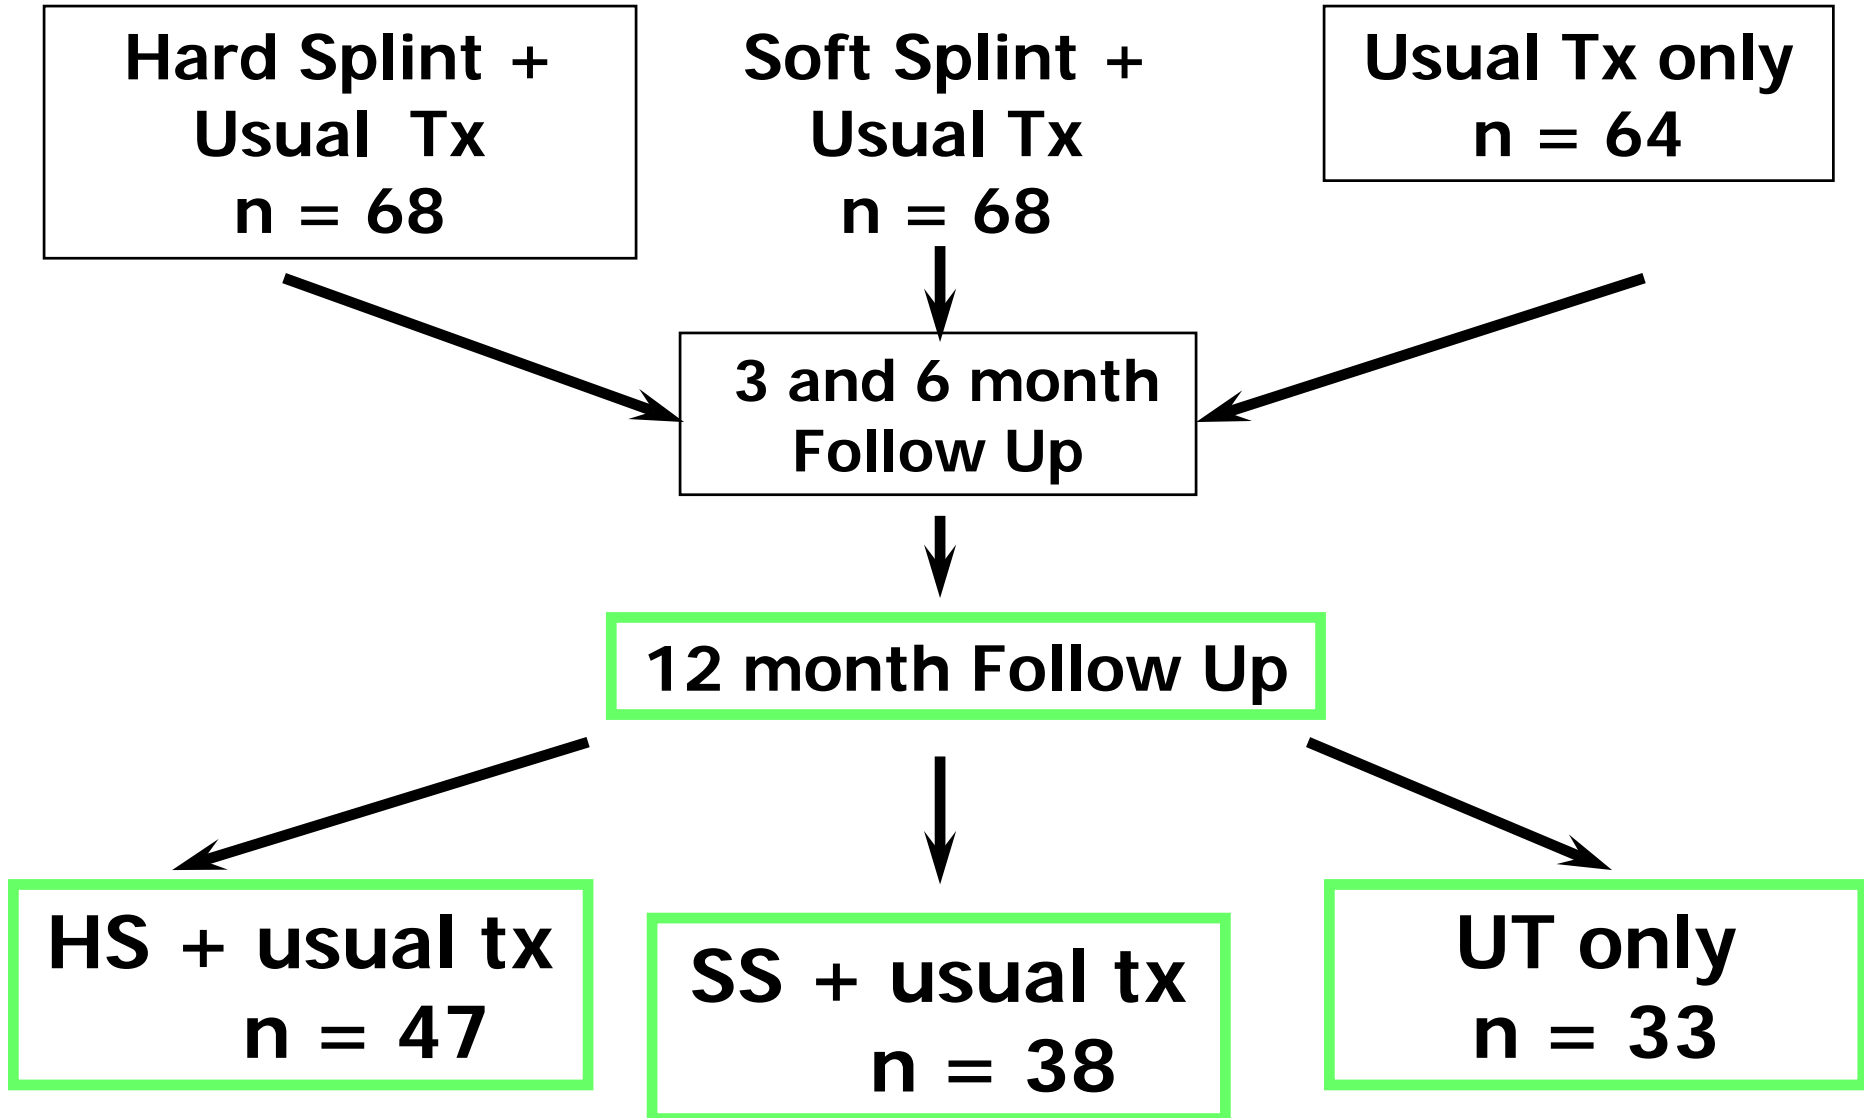 Hard Splint +
Usual Tx
n = 68
Soft Splint +
Usual Tx
n = 68
Usual Tx only
n = 64
3 and 6 month
Follow Up
12 month Follow Up
HS + usual tx
n = 47
SS + usual tx
n = 38
UT only
n = 33